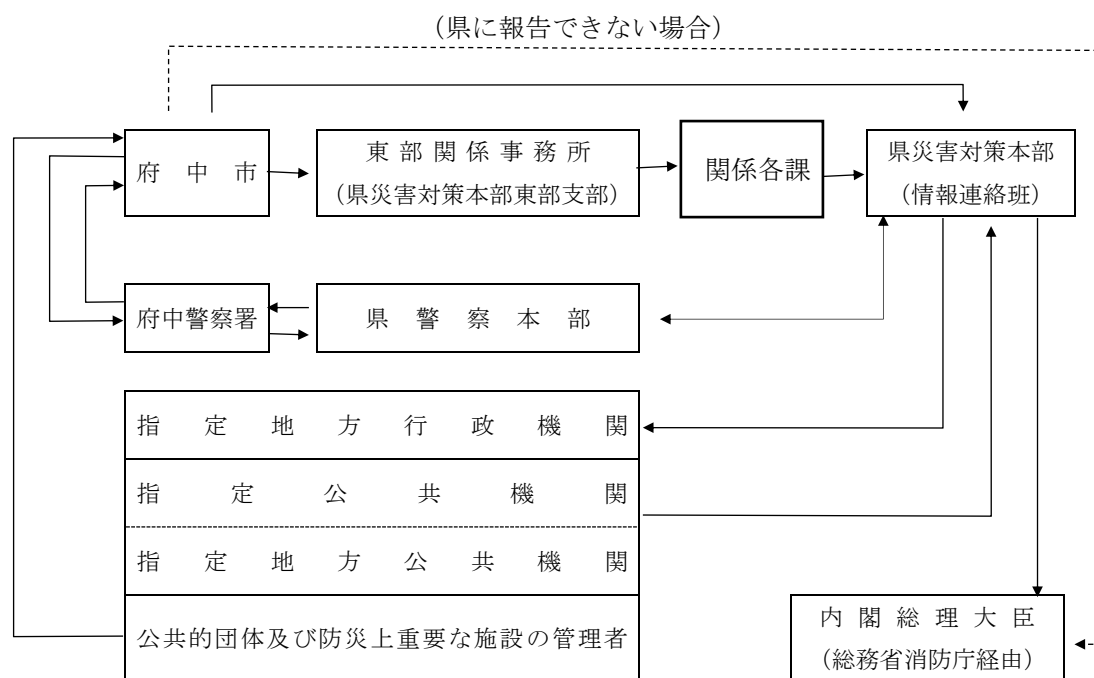 (県に報告できない場合)
府中市
東部関係事務所
(県災害対策本部東部支部)
関係各課
県災害対策本部
(情報連絡班)
府中警察署
県警察本部
指定地方行政機関
指定公共機関
指定地方公共機関
公共的団体及び防災上重要な施設の管理者
内閣総理大臣
(総務省消防庁経由)